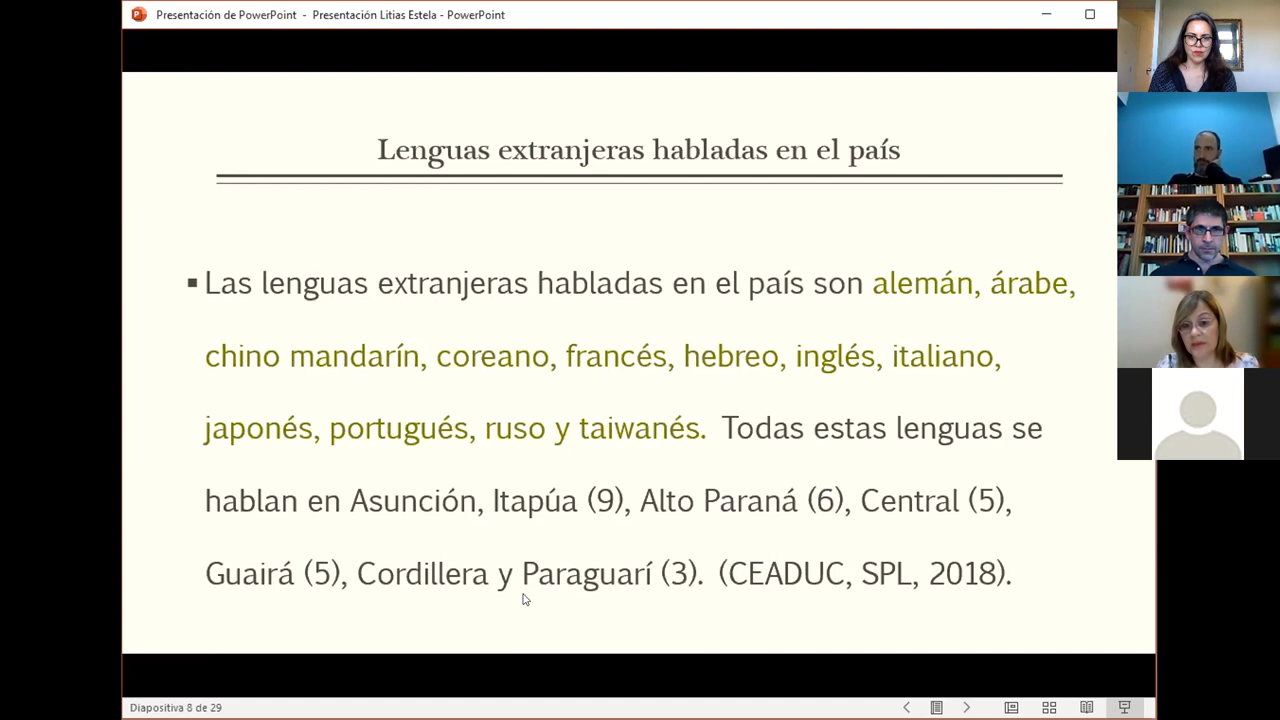 Presentación de PowerPoint - Presentación Litias Estela - PowerPoint
Lenguas extranjeras habladas en el país
▪ Las lenguas extranjeras habladas en el país son alemán, árabe,
chino mandarín, coreano, francés, hebreo, inglés, italiano,
japonés, portugués, ruso y taiwanés. Todas estas lenguas se
hablan en Asunción, Itapúa (9), Alto Paraná (6), Central (5),
Guairá (5), Cordillera y Paraguarí (3). (CEADUC, SPL, 2018).
Diapositiva 8 de 29